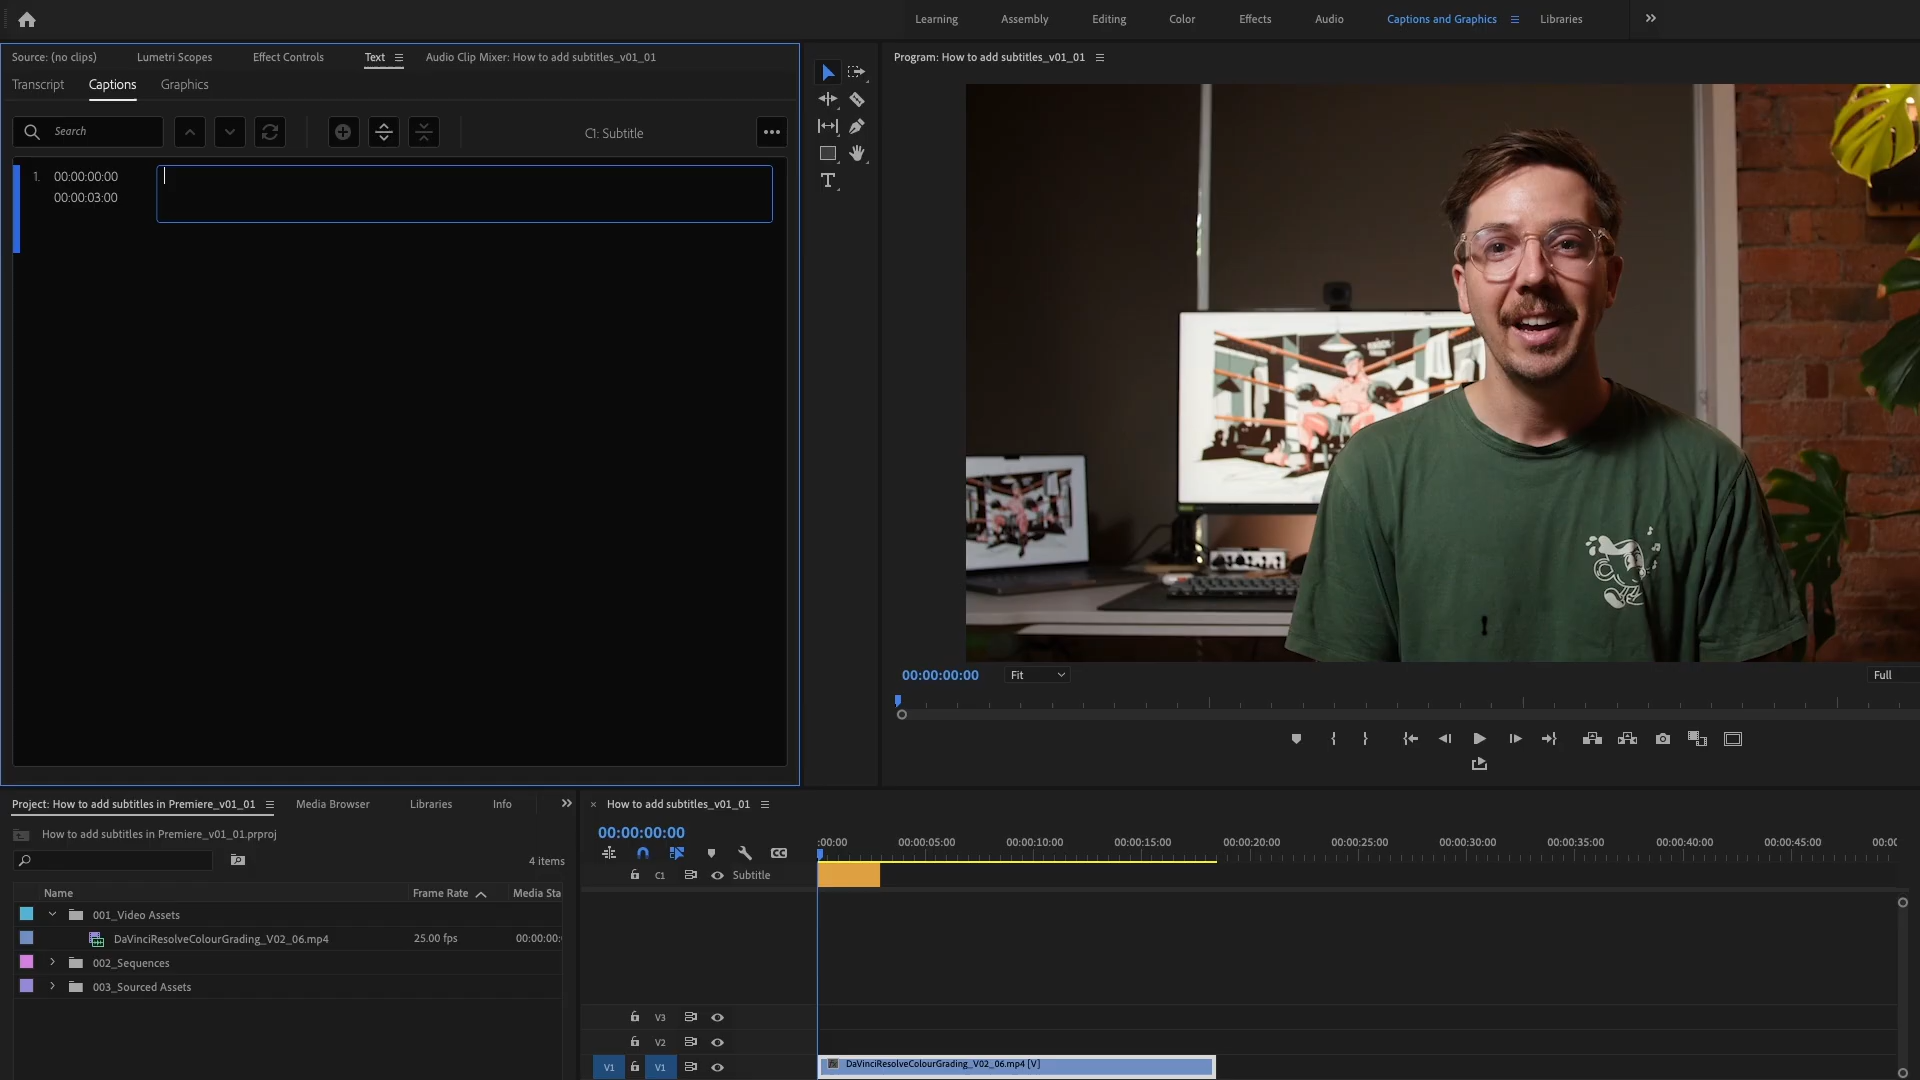 Learning Assembly Editing Color Effects Audio Captions and Graphics Libraries
Source: (no clips) Lumetri Scopes Effect Controls Text Audio Clip Mixer: How to add subtitles_v01_01
Transcript Captions Graphics
Search
C1: Subtitle
1. 00:00:00:00
00:00:03:00
T
Program: How to add subtitles_v01_01
00:00:00:00 Fit Full
Project: How to add subtitles in Premiere_v01_01 Media Browser Libraries Info
How to add subtitles in Premiere_v01_01.prproj
4 items
Name Frame Rate Media Sta
001_Video Assets
DaVinciResolveColourGrading_V02_06.mp4 25.00 fps 00:00:00:
002_Sequences
003_Sourced Assets
× How to add subtitles_v01_01
00:00:00:00
:00:00 00:00:05:00 00:00:10:00 00:00:15:00 00:00:20:00 00:00:25:00 00:00:30:00 00:00:35:00 00:00:40:00 00:00:45:00 00:00
CC
C1 Subtitle
V3
V2
V1 V1
fx DaVinciResolveColourGrading_V02_06.mp4 [V]